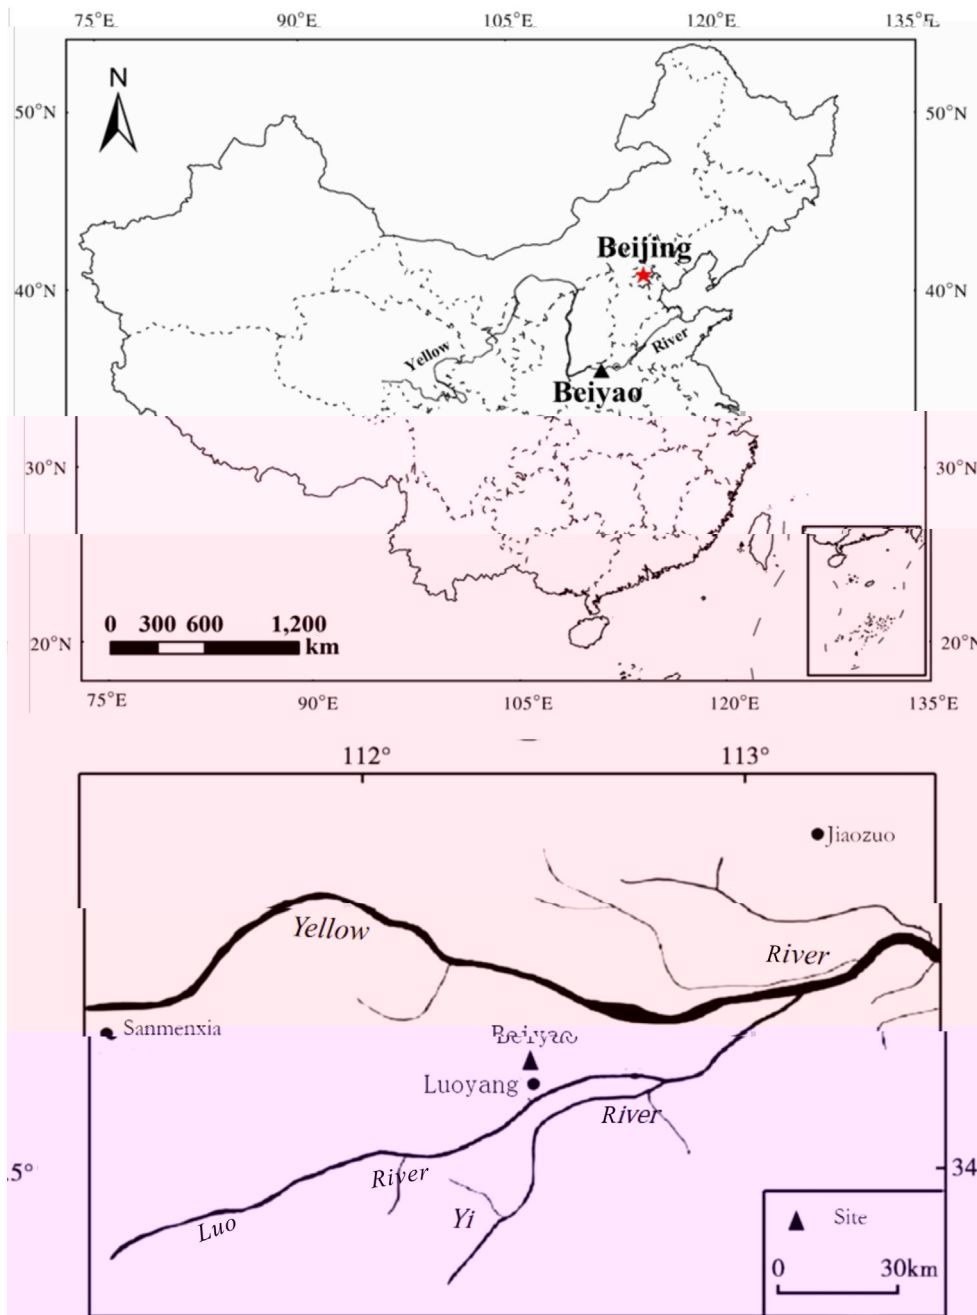 75°E 90°E 105°E 120°E 135°E
N
50°N 50°N
Beijing
40°N 40°N
Yellow River
Beiyao
30°N 30°N
0 300 600 1,200
km
20°N 20°N
75°E 90°E 105°E 120°E 135°E
112° 113°
Jiaozuo
Yellow River
Sanmenxia
Beiyao
Luoyang
River
River
.5° 34
Luo Yi
Site
0 30km